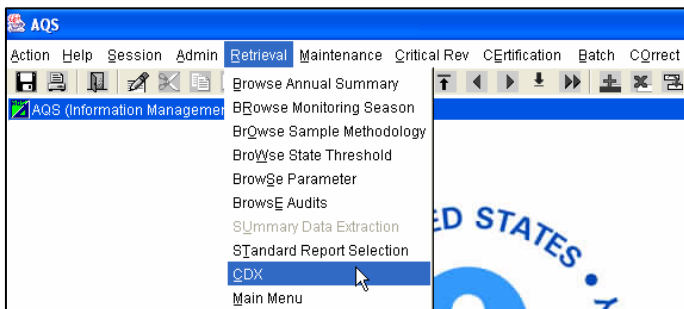 AQS
Action Help Session Admin Retrieval Maintenance Critical Rev CErtification Batch COrrect
AQS (Information Managemen
Browse Annual Summary
BRowse Monitoring Season
BrOwse Sample Methodology
BroWse State Threshold
BrowSe Parameter
BrowsE Audits
SUmmary Data Extraction
STandard Report Selection
CDX
Main Menu
ED STATES